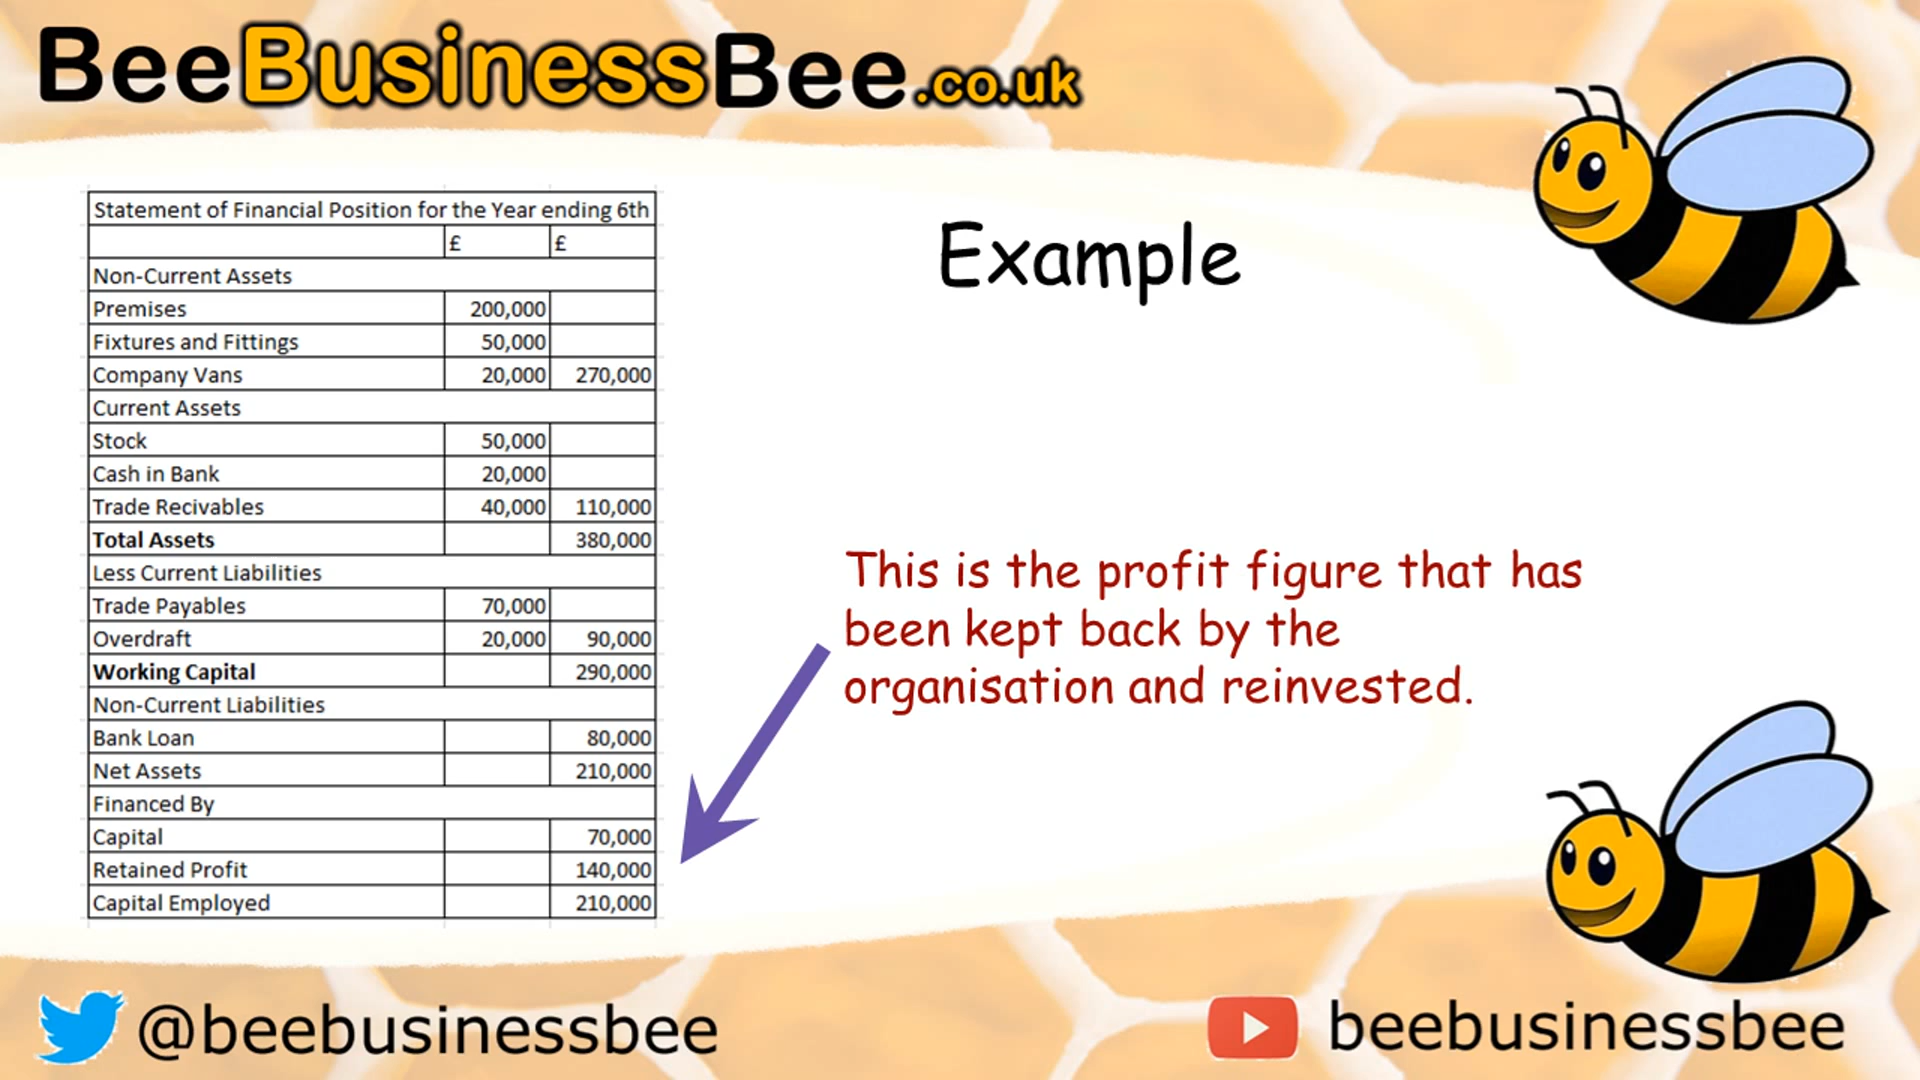 BeeBusinessBee.co.uk
Statement of Financial Position for the Year ending 6th
£ £
Non-Current Assets
Premises 200,000
Fixtures and Fittings 50,000
Company Vans 20,000 270,000
Current Assets
Stock 50,000
Cash in Bank 20,000
Trade Recivables 40,000 110,000
Total Assets 380,000
Less Current Liabilities
Trade Payables 70,000
Overdraft 20,000 90,000
Working Capital 290,000
Non-Current Liabilities
Bank Loan 80,000
Net Assets 210,000
Financed By
Capital 70,000
Retained Profit 140,000
Capital Employed 210,000
Example
This is the profit figure that has
been kept back by the
organisation and reinvested.
@beebusinessbee
beebusinessbee